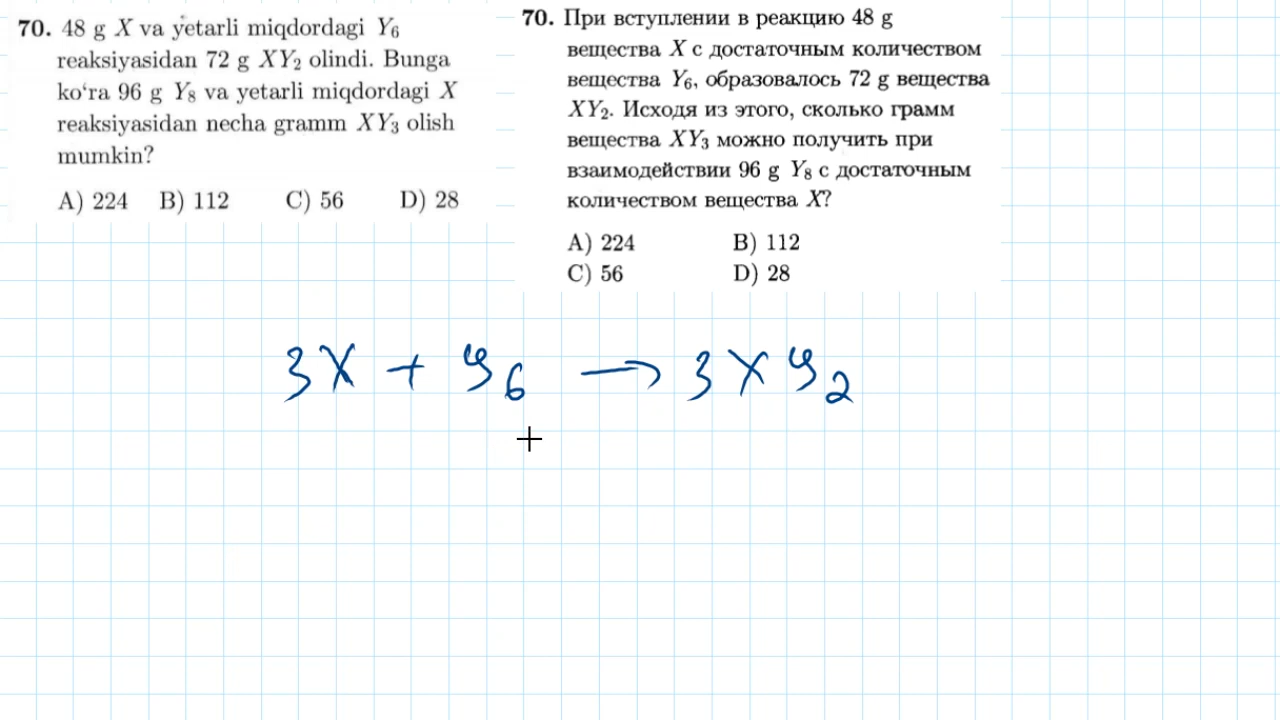 70. 48 g X va yetarli miqdordagi Y₆
reaksiyasidan 72 g XY₂ olindi. Bunga
ko‘ra 96 g Y₈ va yetarli miqdordagi X
reaksiyasidan necha gramm XY₃ olish
mumkin?
A) 224 B) 112 C) 56 D) 28
70. При вступлении в реакцию 48 g
вещества X с достаточным количеством
вещества Y₆, образовалось 72 g вещества
XY₂. Исходя из этого, сколько грамм
вещества XY₃ можно получить при
взаимодействии 96 g Y₈ с достаточным
количеством вещества X?
A) 224 B) 112
C) 56 D) 28
3X + Y₆ → 3XY₂